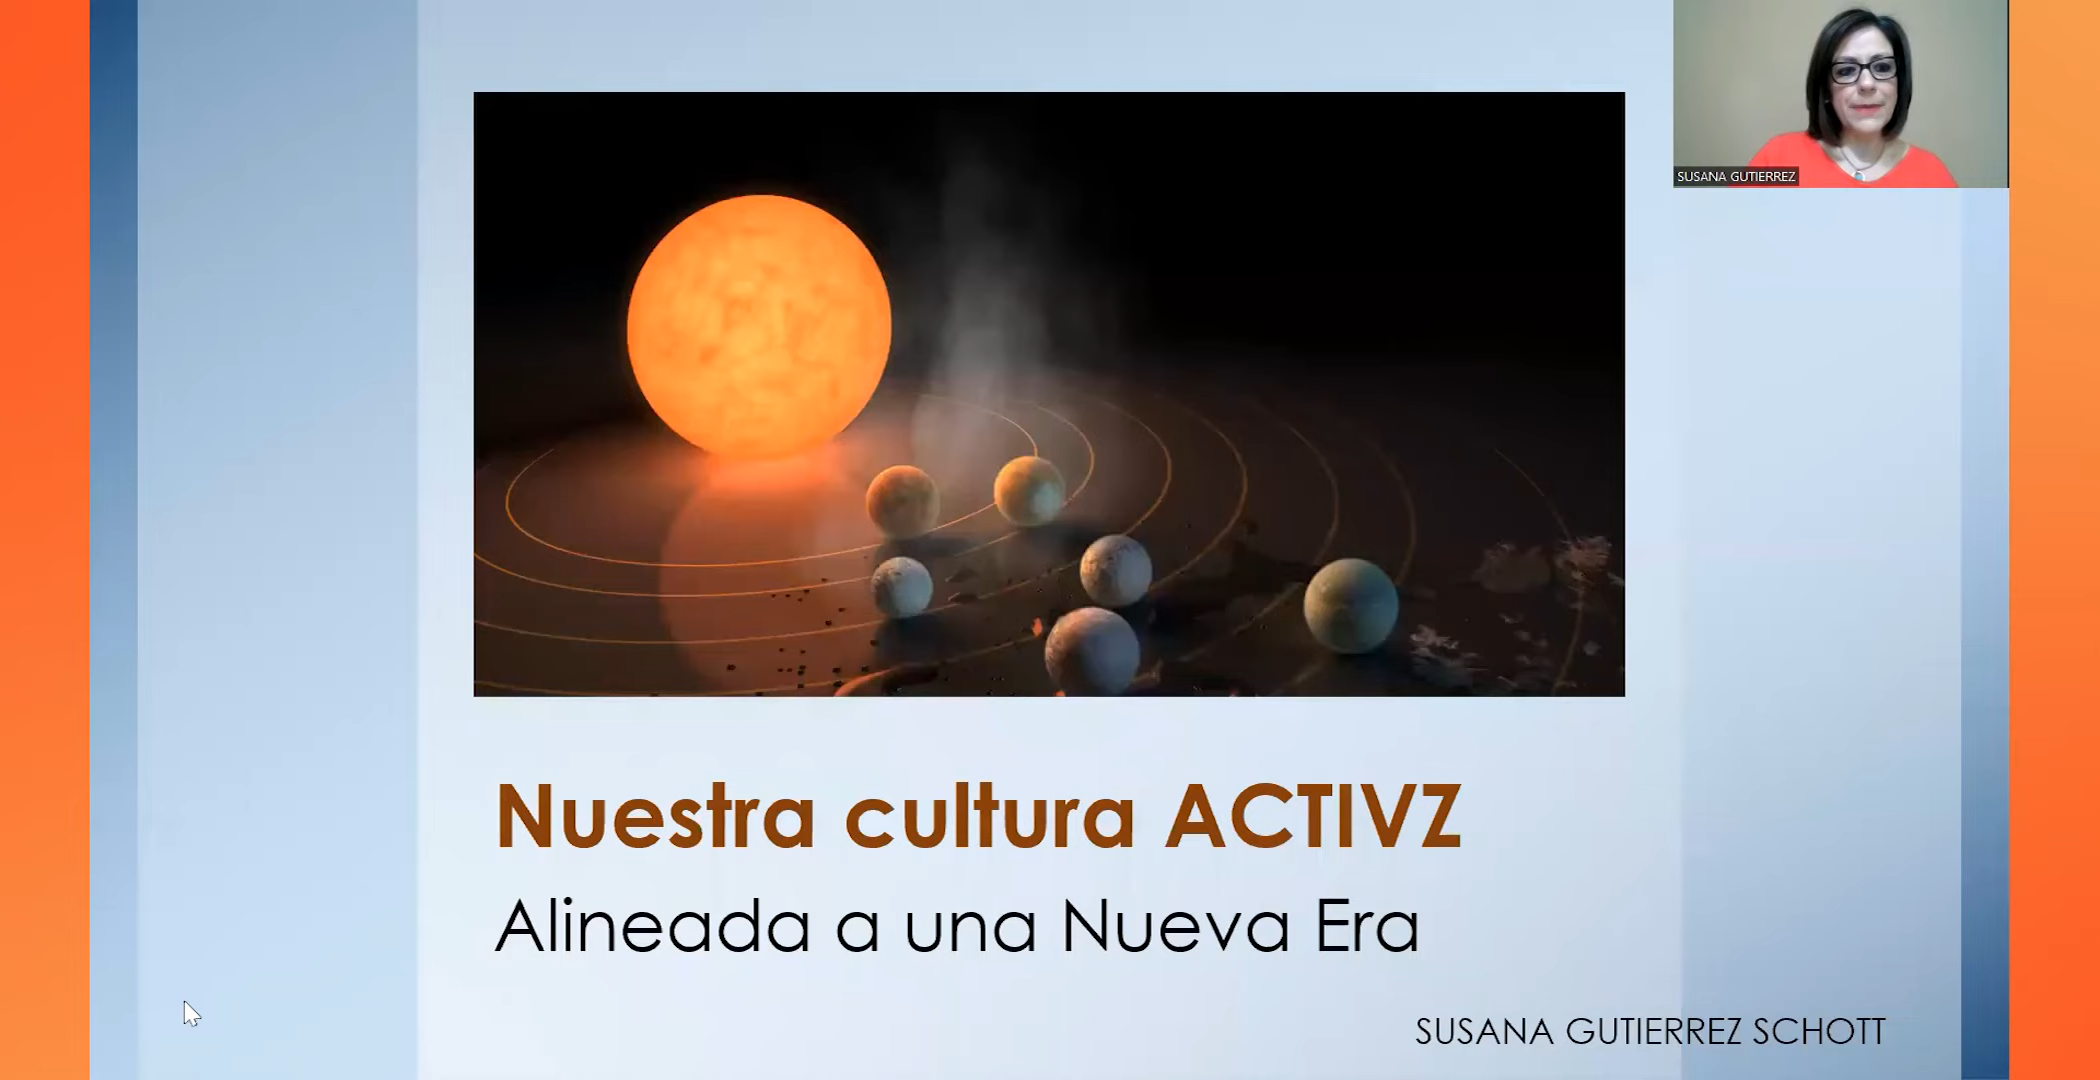 SUSANA GUTIERREZ
Nuestra cultura ACTIVZ
Alineada a una Nueva Era
SUSANA GUTIERREZ SCHOTT